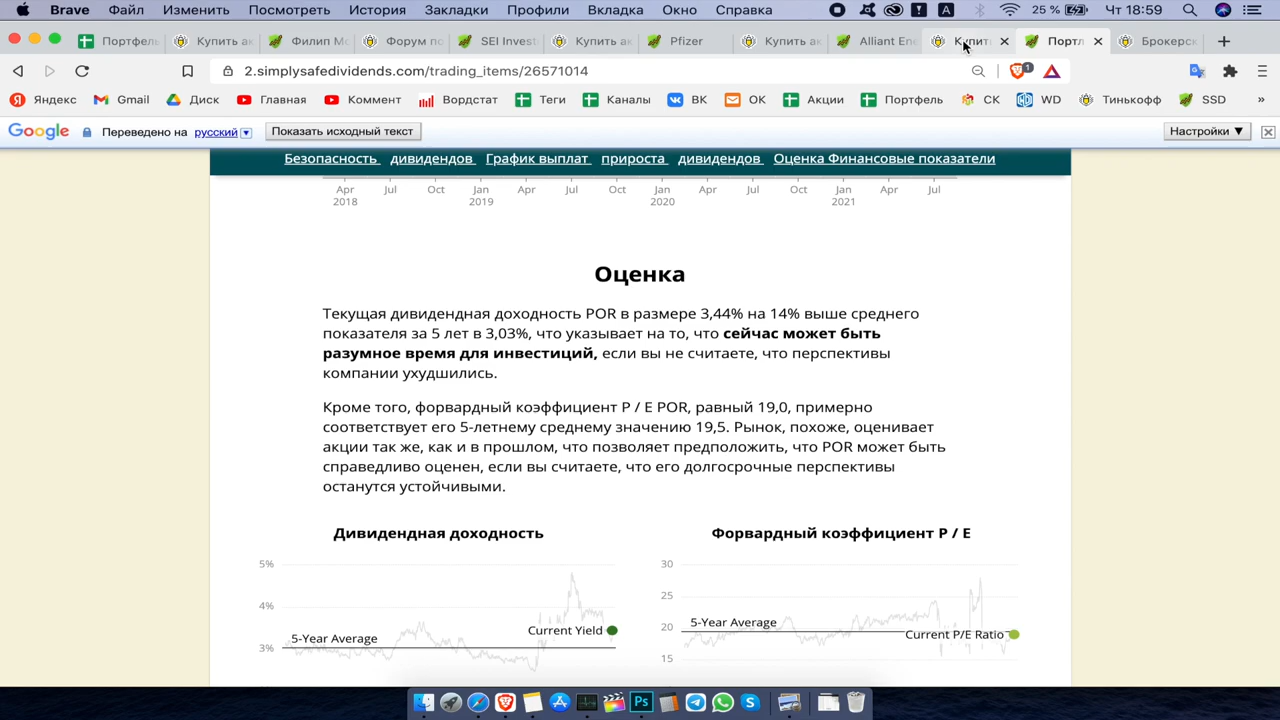 Brave Файл Изменить Просмотреть История Закладки Профили Вкладка Окно Справка A 25 % Чт 18:59
Портфель Купить ак Филип Мо Форум по SEI Invest Купить ак Pfizer Купить ак Alliant Ene Купить Портл Брокерск
2.simplysafedividends.com/trading_items/26571014 1
Яндекс Gmail Диск Главная Коммент Вордстат Теги Каналы ВК ОК Акции Портфель СК WD Тинькофф SSD »
Google Переведено на русский Показать исходный текст Настройки ▼
Безопасность дивидендов График выплат прироста дивидендов Оценка Финансовые показатели
Apr Jul Oct Jan Apr Jul Oct Jan Apr Jul Oct Jan Apr Jul
2018 2019 2020 2021
Оценка
Текущая дивидендная доходность POR в размере 3,44% на 14% выше среднего
показателя за 5 лет в 3,03%, что указывает на то, что сейчас может быть
разумное время для инвестиций, если вы не считаете, что перспективы
компании ухудшились.
Кроме того, форвардный коэффициент P / E POR, равный 19,0, примерно
соответствует его 5-летнему среднему значению 19,5. Рынок, похоже, оценивает
акции так же, как и в прошлом, что позволяет предположить, что POR может быть
справедливо оценен, если вы считаете, что его долгосрочные перспективы
останутся устойчивыми.
Дивидендная доходность
5%
4%
5-Year Average
Current Yield
3%
Форвардный коэффициент P / E
30
25
5-Year Average
20
Current P/E Ratio
15
Ps